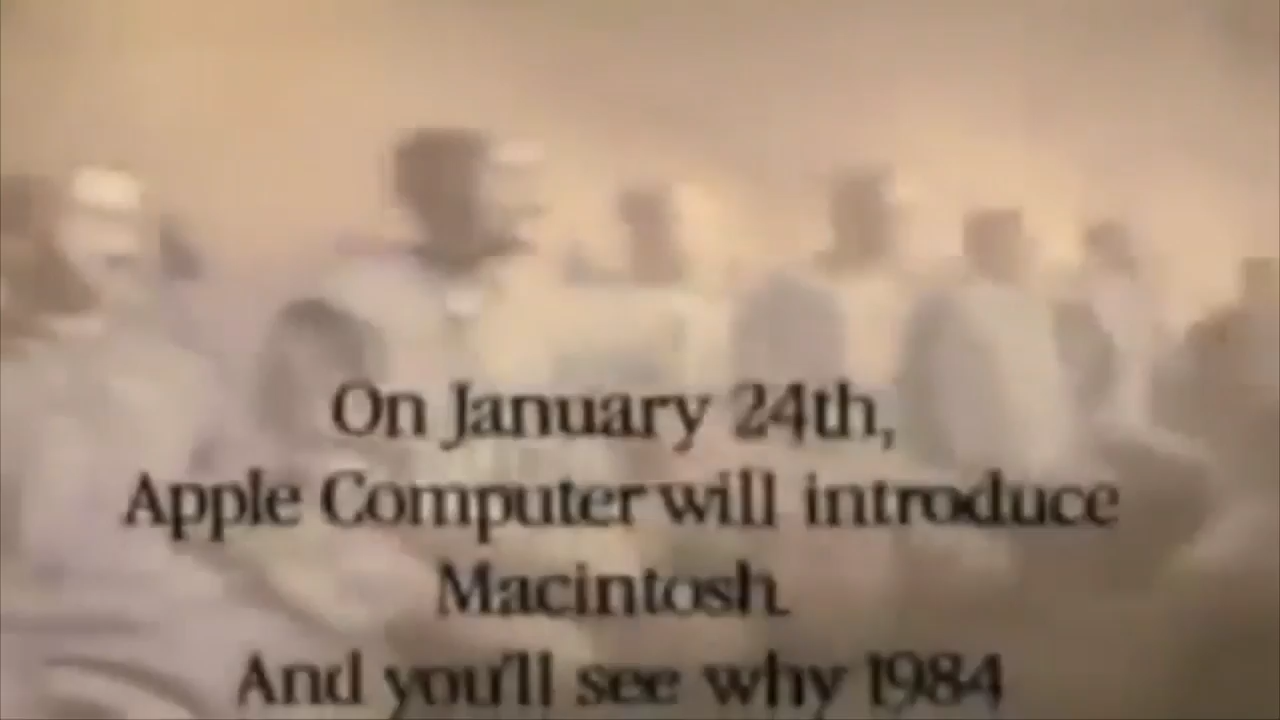 On January 24th,
Apple Computer will introduce
Macintosh.
And you'll see why 1984